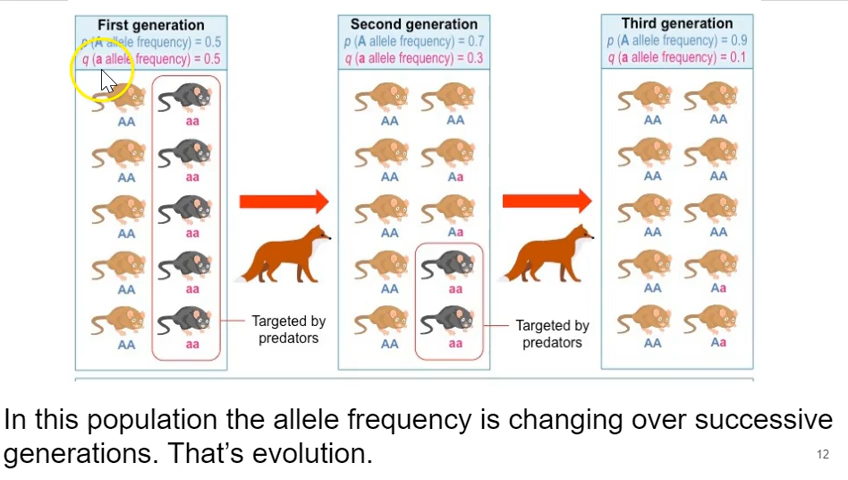 First generation
p (A allele frequency) = 0.5
q (a allele frequency) = 0.5
AA aa
AA aa
AA aa
AA aa
AA aa
Targeted by
predators
Second generation
p (A allele frequency) = 0.7
q (a allele frequency) = 0.3
AA AA
AA Aa
AA Aa
AA aa
AA aa
Targeted by
predators
Third generation
p (A allele frequency) = 0.9
q (a allele frequency) = 0.1
AA AA
AA AA
AA AA
AA Aa
AA Aa
In this population the allele frequency is changing over successive
generations. That’s evolution.
12